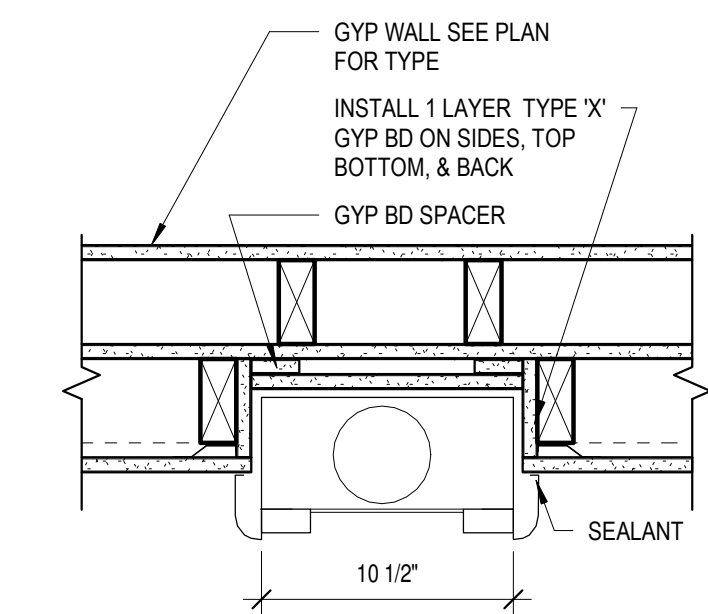 GYP WALL SEE PLAN
FOR TYPE
INSTALL 1 LAYER TYPE 'X'
GYP BD ON SIDES, TOP
BOTTOM, & BACK
GYP BD SPACER
SEALANT
10 1/2"